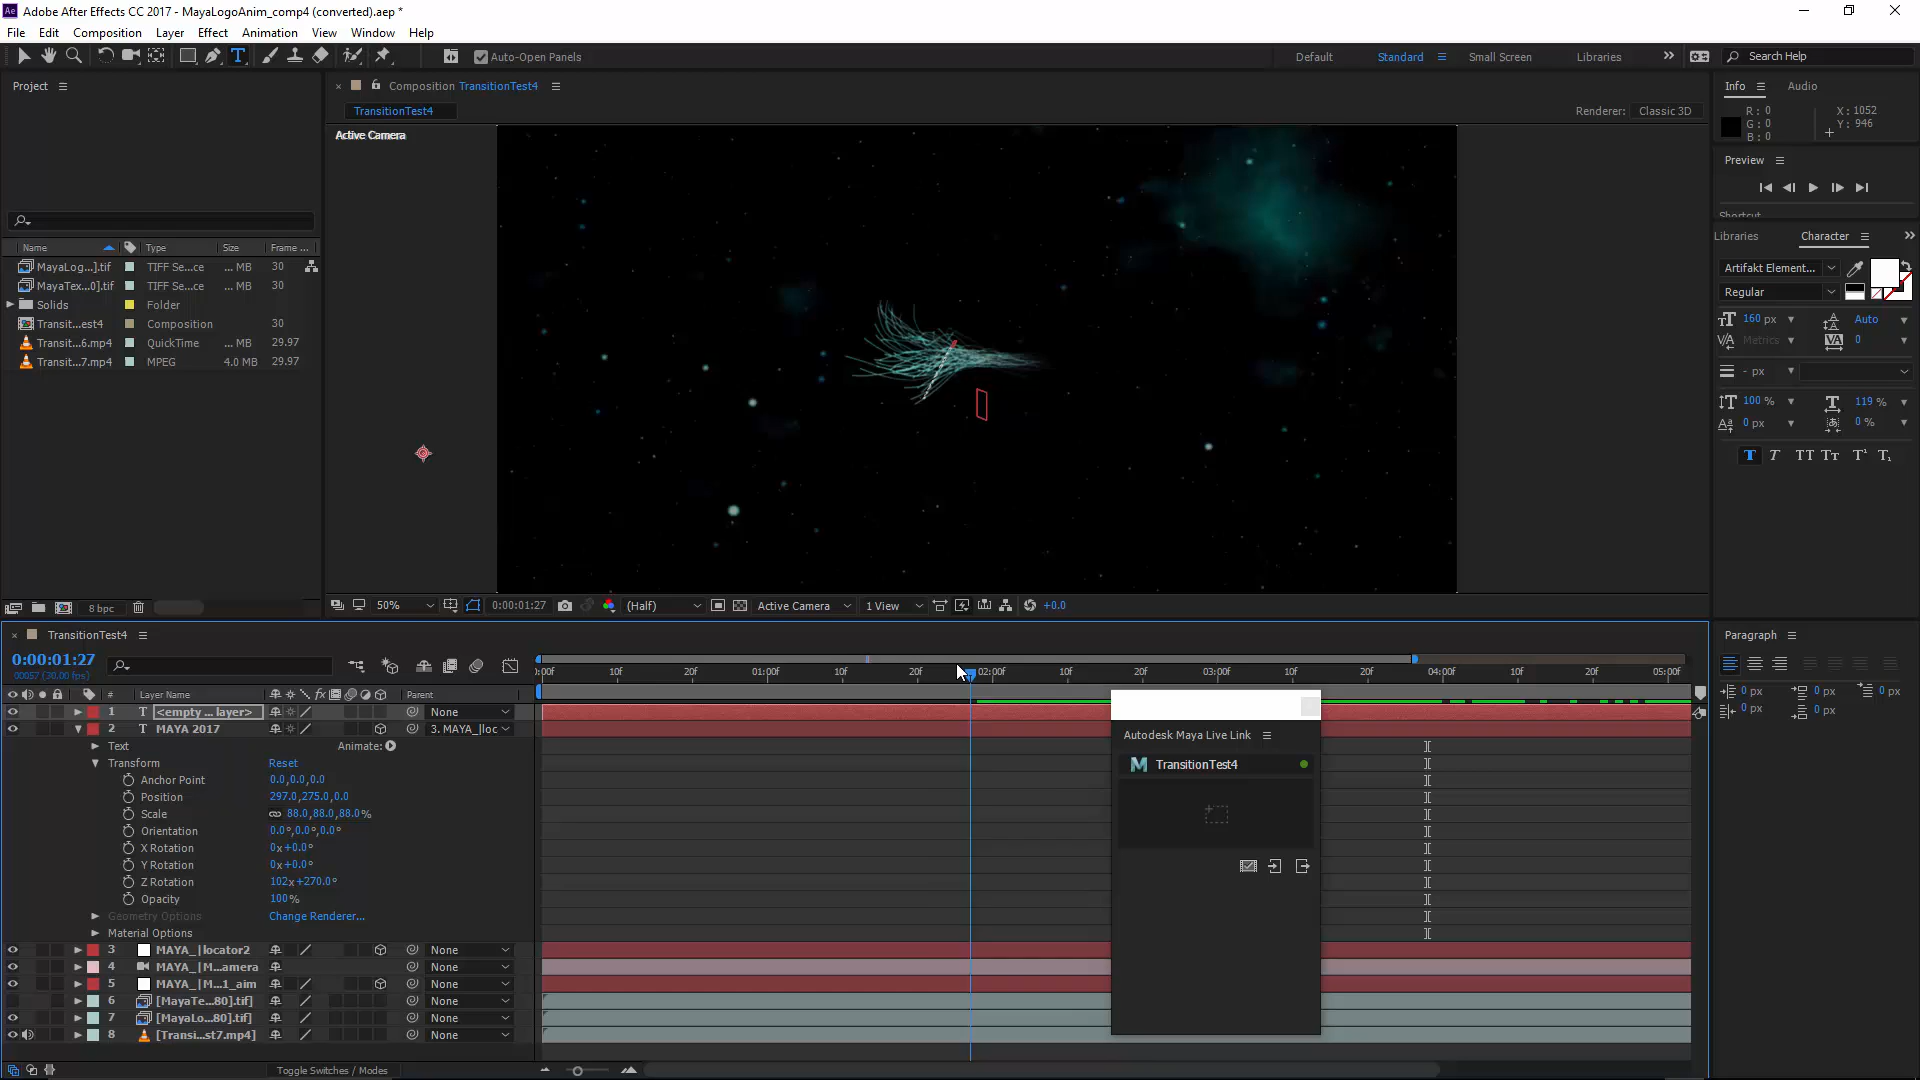 Adobe After Effects CC 2017 - MayaLogoAnim_comp4 (converted).aep *
File Edit Composition Layer Effect Animation View Window Help
Auto-Open Panels Default Standard Small Screen Libraries Search Help
Project
Composition TransitionTest4
TransitionTest4
Renderer: Classic 3D
Active Camera
Info Audio
R: 0 X: 1052
G: 0 Y: 946
B: 0
Preview
Shortcut
Libraries Character
Artifakt Element...
Regular
160 px Auto
Metrics 0
- px
100 % 119 %
0 px 0 %
Name Type Size Frame ...
MayaLog...].tif TIFF Se...ce ... MB 30
MayaTex...0].tif TIFF Se...ce ... MB 30
Solids Folder
Transit...est4 Composition 30
Transit...6.mp4 QuickTime ... MB 29.97
Transit...7.mp4 MPEG 4.0 MB 29.97
8 bpc
50% 0:00:01:27 (Half) Active Camera 1 View +0.0
TransitionTest4
0:00:01:27
00057 (30.00 fps)
:00f 10f 20f 01:00f 10f 20f 02:00f 10f 20f 03:00f 10f 20f 04:00f 10f 20f 05:00f
# Layer Name Parent
1 <empty ... layer> None
2 MAYA 2017 3. MAYA_|loc
Text Animate:
Transform Reset
Anchor Point 0.0,0.0,0.0
Position 297.0,275.0,0.0
Scale 88.0,88.0,88.0%
Orientation 0.0°,0.0°,0.0°
X Rotation 0x+0.0°
Y Rotation 0x+0.0°
Z Rotation 102x+270.0°
Opacity 100%
Geometry Options Change Renderer...
Material Options
3 MAYA_|locator2 None
4 MAYA_|M...amera None
5 MAYA_|M...1_aim None
6 [MayaTe...80].tif] None
7 [MayaLo...80].tif] None
8 [Transi...st7.mp4] None
Toggle Switches / Modes
Autodesk Maya Live Link
M TransitionTest4
Paragraph
0 px 0 px 0 px
0 px 0 px